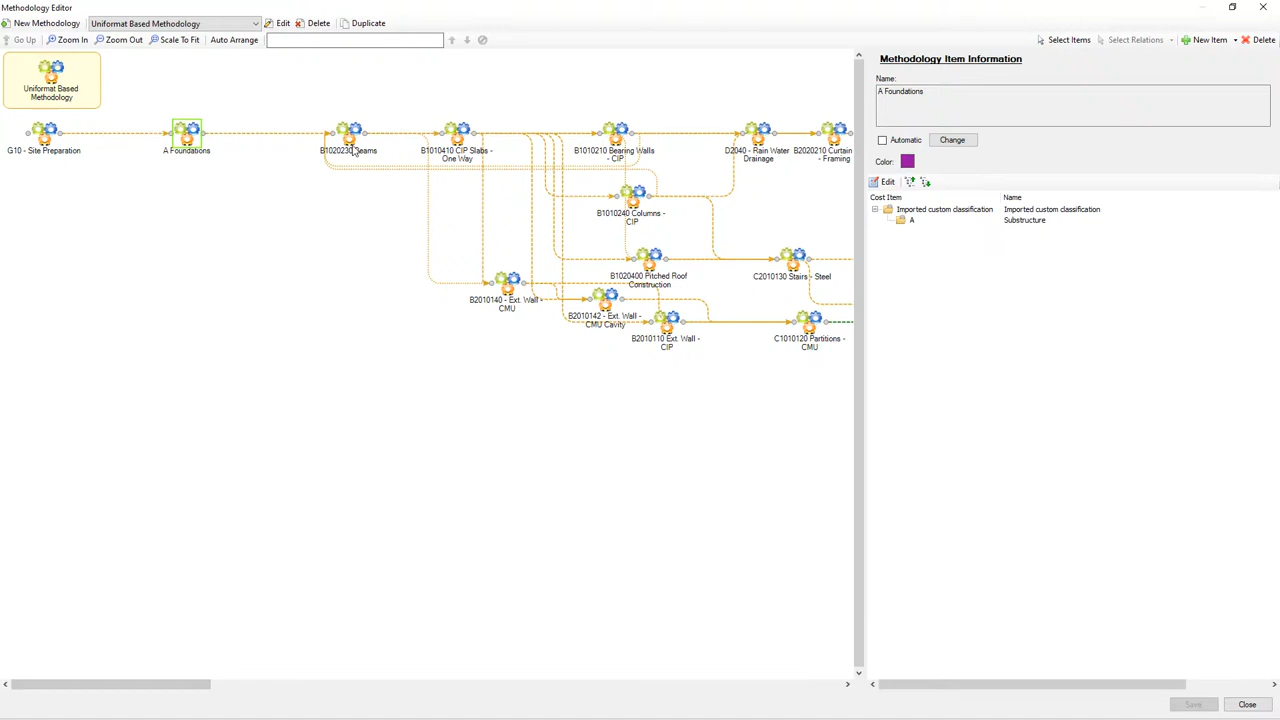 Methodology Editor
New Methodology
Uniformat Based Methodology
Edit
Delete
Duplicate
Go Up
Zoom In
Zoom Out
Scale To Fit
Auto Arrange
Select Items
Select Relations
New Item
Delete
Uniformat Based
Methodology
G10 - Site Preparation
A Foundations
B1010410 CIP Slabs -
One Way
B1010210 Bearing Walls
- CIP
D2040 - Rain Water
Drainage
B2020210 Curtain
- Framing
B1010240 Columns -
CIP
B1020400 Pitched Roof
Construction
C2010130 Stairs - Steel
B2010140 - Ext. Wall -
CMU
B2010142 - Ext. Wall -
CMU Cavity
B2010110 Ext. Wall -
CIP
C1010120 Partitions -
CMU
Methodology Item Information
Name:
A Foundations
Automatic
Change
Color:
Edit
Cost Item
Name
Imported custom classification
Imported custom classification
A
Substructure
Save
Close